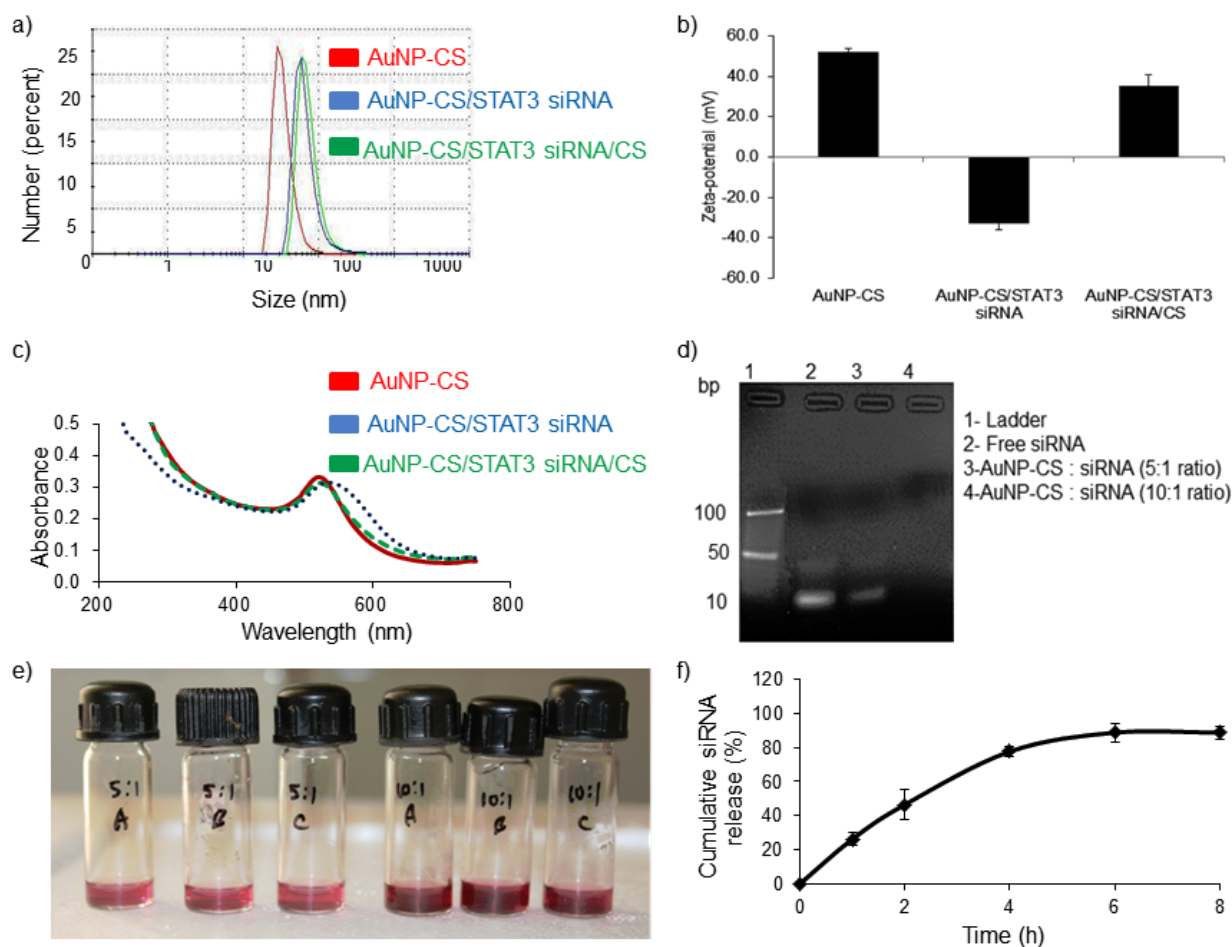 a)
25
20
15
10
5
0
1
10
100
1000
Number (percent)
Size (nm)
AuNP-CS
AuNP-CS/STAT3 siRNA
AuNP-CS/STAT3 siRNA/CS
b)
60.0
40.0
20.0
0.0
-20.0
-40.0
-60.0
Zeta-potential (mV)
AuNP-CS
AuNP-CS/STAT3
siRNA
AuNP-CS/STAT3
siRNA/CS
c)
AuNP-CS
AuNP-CS/STAT3 siRNA
AuNP-CS/STAT3 siRNA/CS
0.5
0.4
0.3
0.2
0.1
0.0
Absorbance
200
400
600
800
Wavelength (nm)
d)
bp
1 2 3 4
100
50
10
1- Ladder
2- Free siRNA
3-AuNP-CS : siRNA (5:1 ratio)
4-AuNP-CS : siRNA (10:1 ratio)
e)
5:1
A
5:1
B
5:1
C
10:1
A
10:1
B
10:1
C
f)
120
100
80
60
40
20
0
Cumulative siRNA
release (%)
0 2 4 6 8
Time (h)